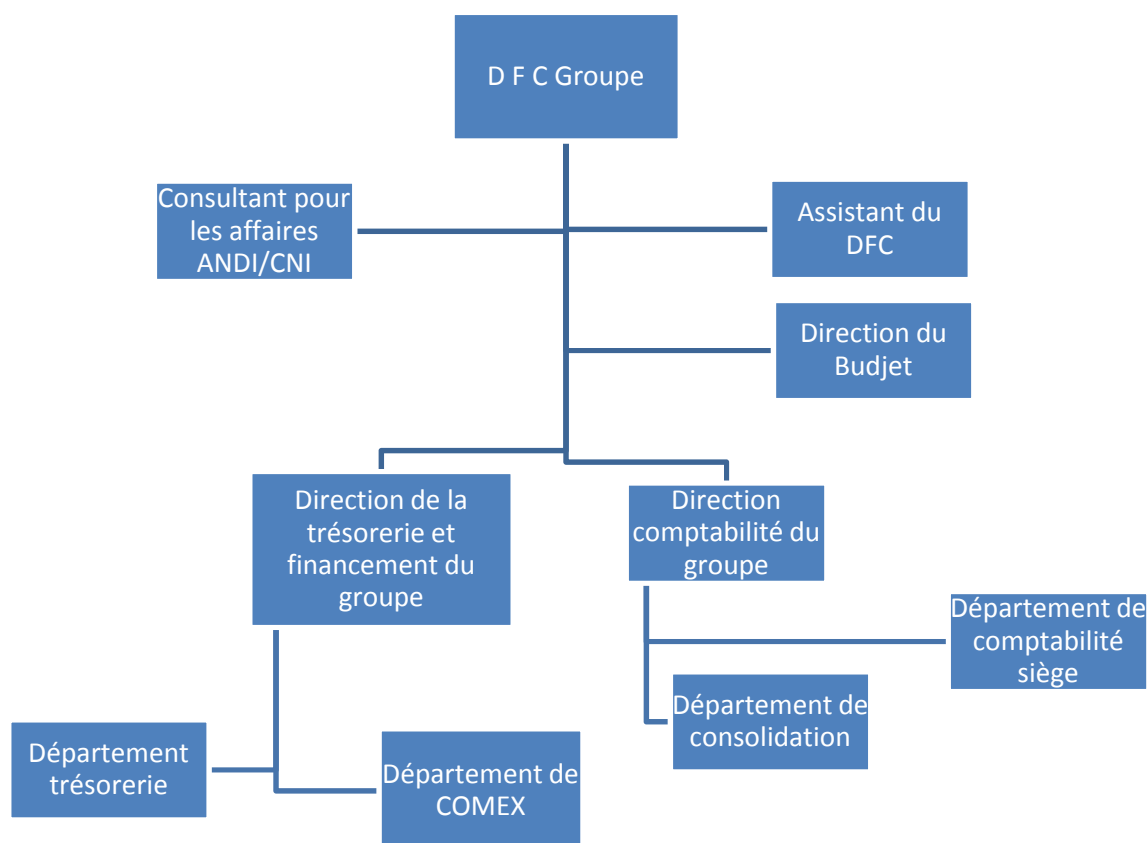 D F C Groupe
Consultant pour
les affaires
ANDI/CNI
Assistant du
DFC
Direction du
Budjet
Direction de la
trésorerie et
financement du
groupe
Direction
comptabilité du
groupe
Département de
comptabilité
siège
Département de
consolidation
Département
trésorerie
Département de
COMEX